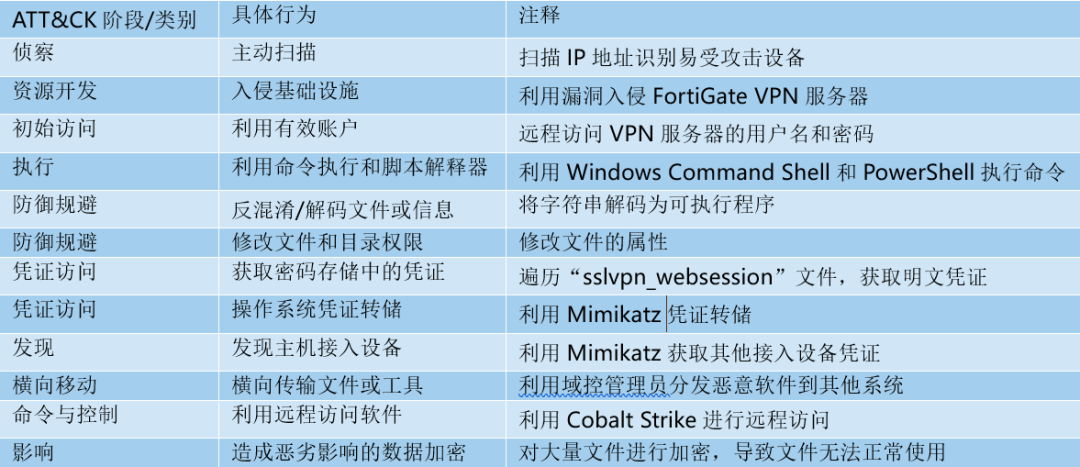 ATT&CK 阶段/类别 具体行为 注释
侦察 主动扫描 扫描 IP 地址识别易受攻击设备
资源开发 入侵基础设施 利用漏洞入侵 FortiGate VPN 服务器
初始访问 利用有效账户 远程访问 VPN 服务器的用户名和密码
执行 利用命令执行和脚本解释器 利用 Windows Command Shell 和 PowerShell 执行命令
防御规避 反混淆/解码文件或信息 将字符串解码为可执行程序
防御规避 修改文件和目录权限 修改文件的属性
凭证访问 获取密码存储中的凭证 遍历“sslvpn_websession”文件，获取明文凭证
凭证访问 操作系统凭证转储 利用 Mimikatz 凭证转储
发现 发现主机接入设备 利用 Mimikatz 获取其他接入设备凭证
横向移动 横向传输文件或工具 利用域控管理员分发恶意软件到其他系统
命令与控制 利用远程访问软件 利用 Cobalt Strike 进行远程访问
影响 造成恶劣影响的数据加密 对大量文件进行加密，导致文件无法正常使用